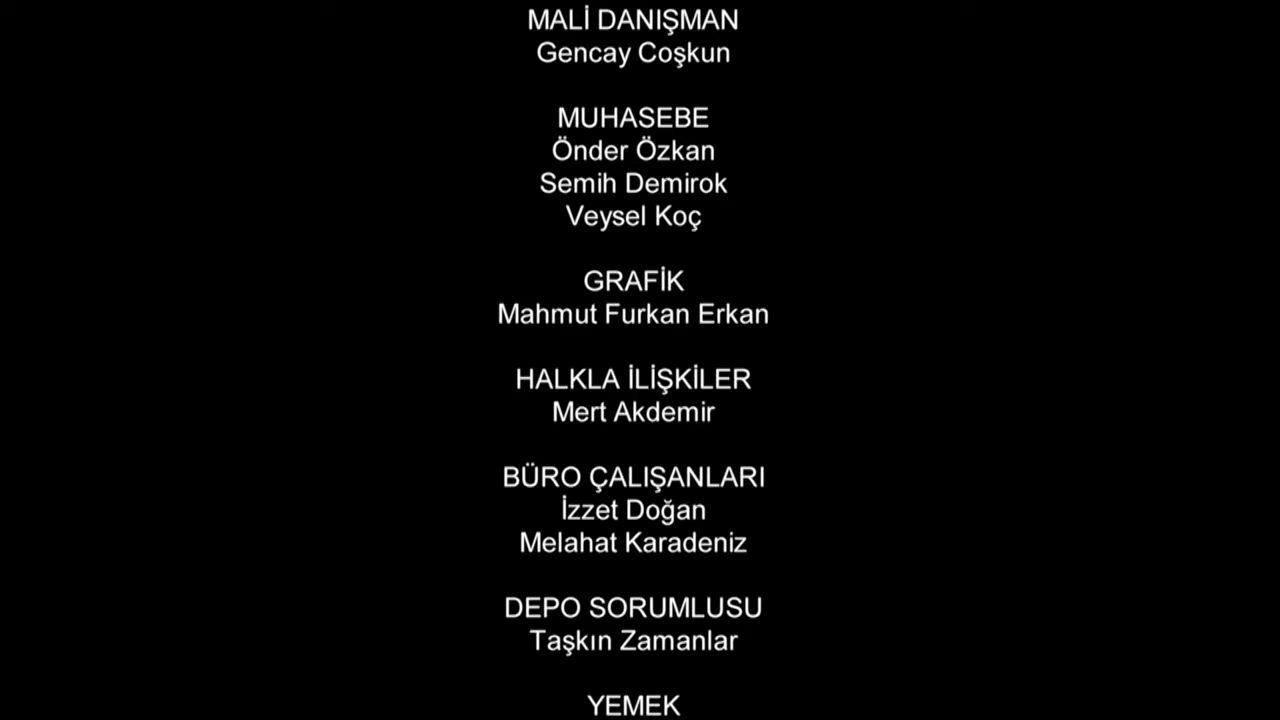 MALİ DANIŞMAN
Gencay Coşkun
MUHASEBE
Önder Özkan
Semih Demirok
Veysel Koç
GRAFİK
Mahmut Furkan Erkan
HALKLA İLİŞKİLER
Mert Akdemir
BÜRO ÇALIŞANLARI
İzzet Doğan
Melahat Karadeniz
DEPO SORUMLUSU
Taşkın Zamanlar
YEMEK